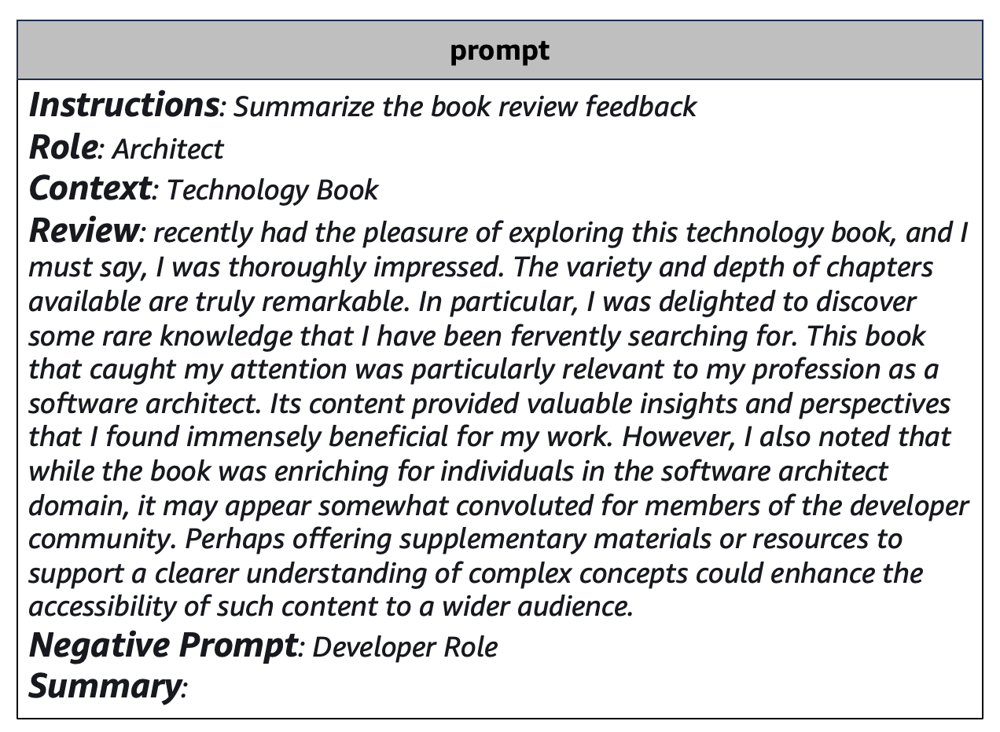 prompt
Instructions: Summarize the book review feedback
Role: Architect
Context: Technology Book
Review: recently had the pleasure of exploring this technology book, and I
must say, I was thoroughly impressed. The variety and depth of chapters
available are truly remarkable. In particular, I was delighted to discover
some rare knowledge that I have been fervently searching for. This book
that caught my attention was particularly relevant to my profession as a
software architect. Its content provided valuable insights and perspectives
that I found immensely beneficial for my work. However, I also noted that
while the book was enriching for individuals in the software architect
domain, it may appear somewhat convoluted for members of the developer
community. Perhaps offering supplementary materials or resources to
support a clearer understanding of complex concepts could enhance the
accessibility of such content to a wider audience.
Negative Prompt: Developer Role
Summary: